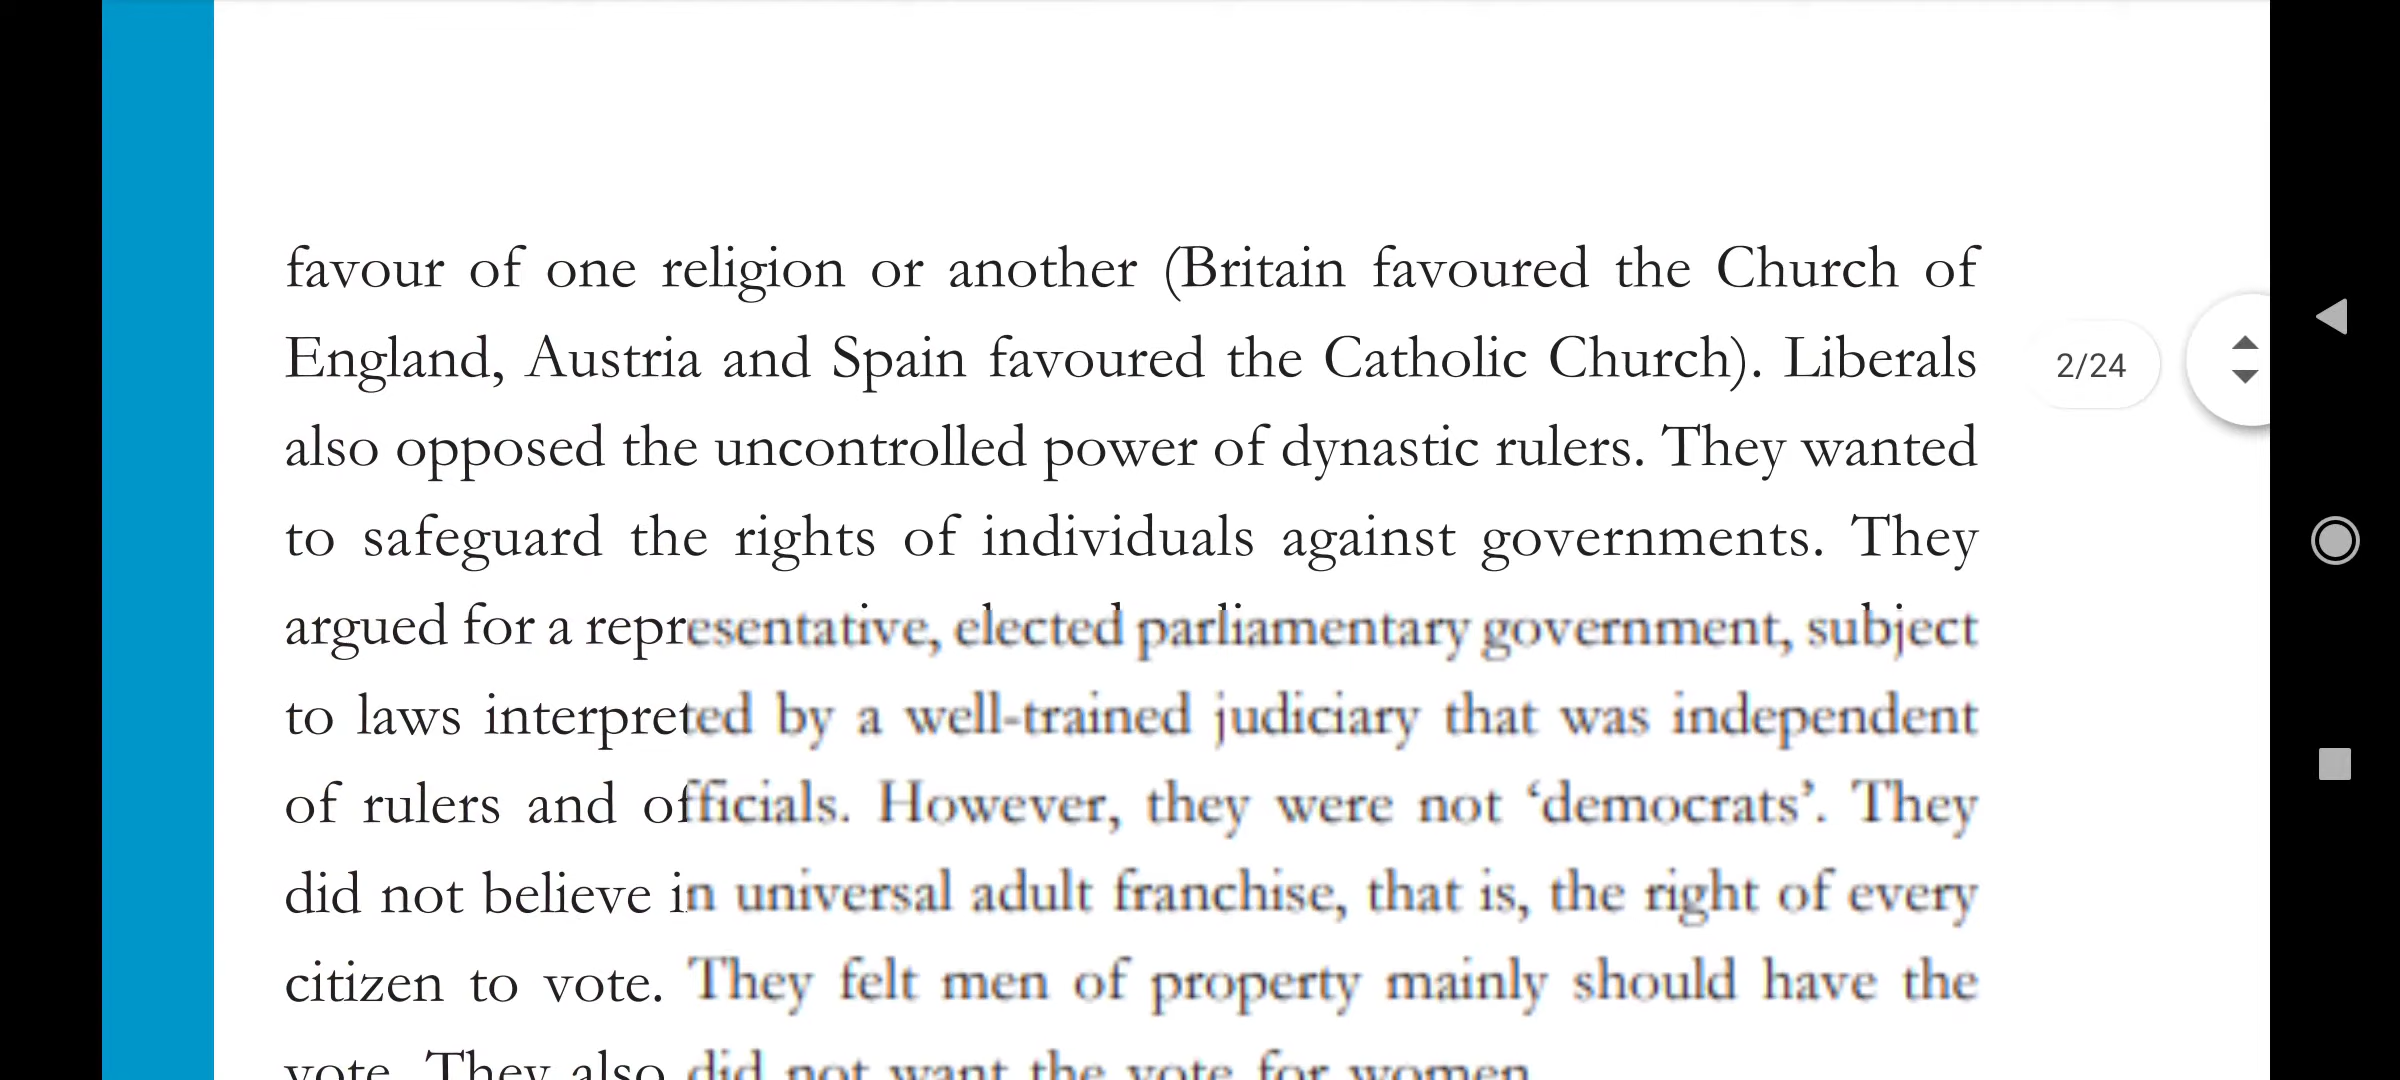 favour of one religion or another (Britain favoured the Church of
England, Austria and Spain favoured the Catholic Church). Liberals
also opposed the uncontrolled power of dynastic rulers. They wanted
to safeguard the rights of individuals against governments. They
argued for a representative, elected parliamentary government, subject
to laws interpreted by a well-trained judiciary that was independent
of rulers and officials. However, they were not ‘democrats’. They
did not believe in universal adult franchise, that is, the right of every
citizen to vote. They felt men of property mainly should have the
vote. They also did not want the vote for women
2/24